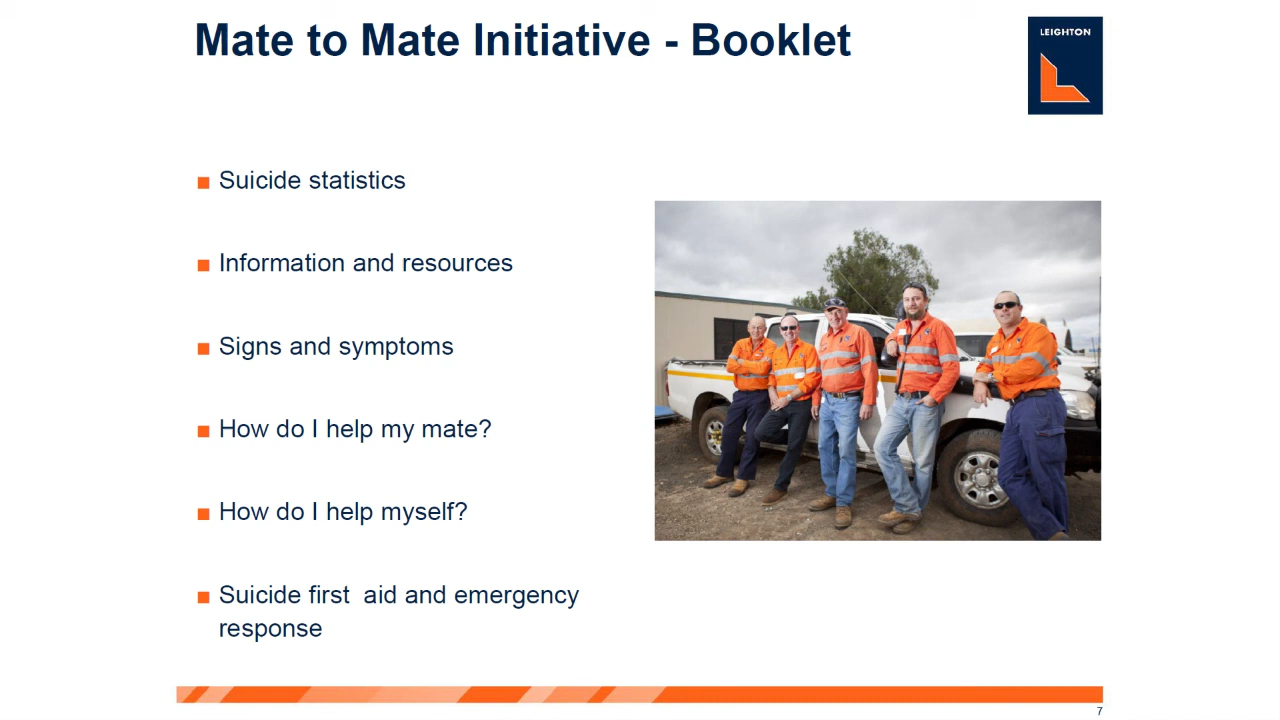 Mate to Mate Initiative - Booklet
LEIGHTON
Suicide statistics
Information and resources
Signs and symptoms
How do I help my mate?
How do I help myself?
Suicide first  aid and emergency
response
7